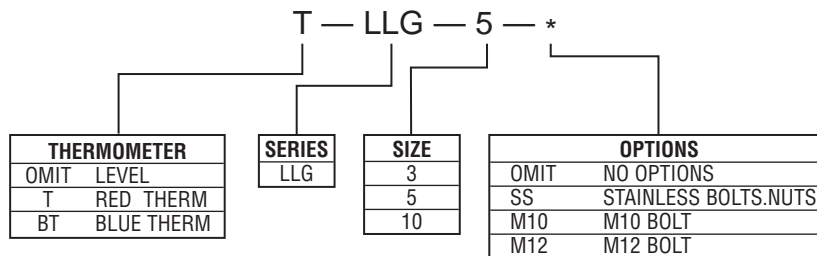 T — LLG — 5 — *
THERMOMETER
OMIT LEVEL
T RED THERM
BT BLUE THERM
SERIES
LLG
SIZE
3
5
10
OPTIONS
OMIT NO OPTIONS
SS STAINLESS BOLTS.NUTS
M10 M10 BOLT
M12 M12 BOLT